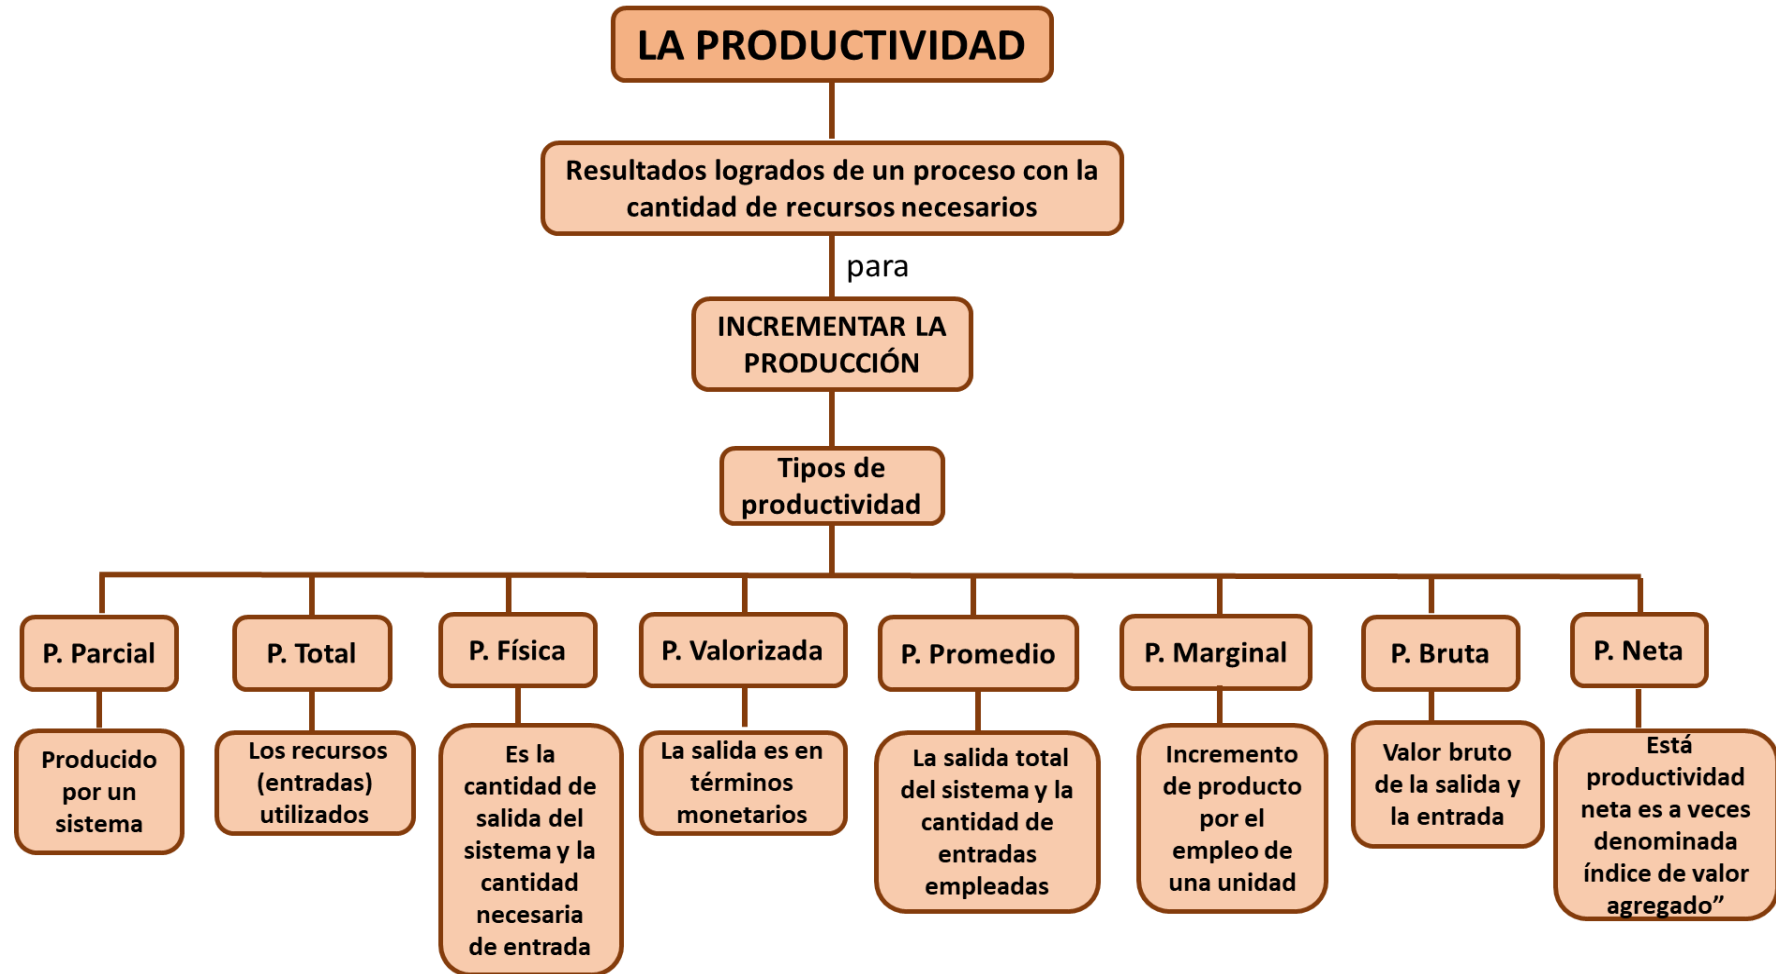 LA PRODUCTIVIDAD
Resultados logrados de un proceso con la
cantidad de recursos necesarios
para
INCREMENTAR LA
PRODUCCIÓN
Tipos de
productividad
P. Parcial
P. Total
P. Física
P. Valorizada
P. Promedio
P. Marginal
P. Bruta
P. Neta
Producido
por un
sistema
Los recursos
(entradas)
utilizados
Es la
cantidad de
salida del
sistema y la
cantidad
necesaria
de entrada
La salida es en
términos
monetarios
La salida total
del sistema y la
cantidad de
entradas
empleadas
Incremento
de producto
por el
empleo de
una unidad
Valor bruto
de la salida y
la entrada
Está
productividad
neta es a veces
denominada
índice de valor
agregado”